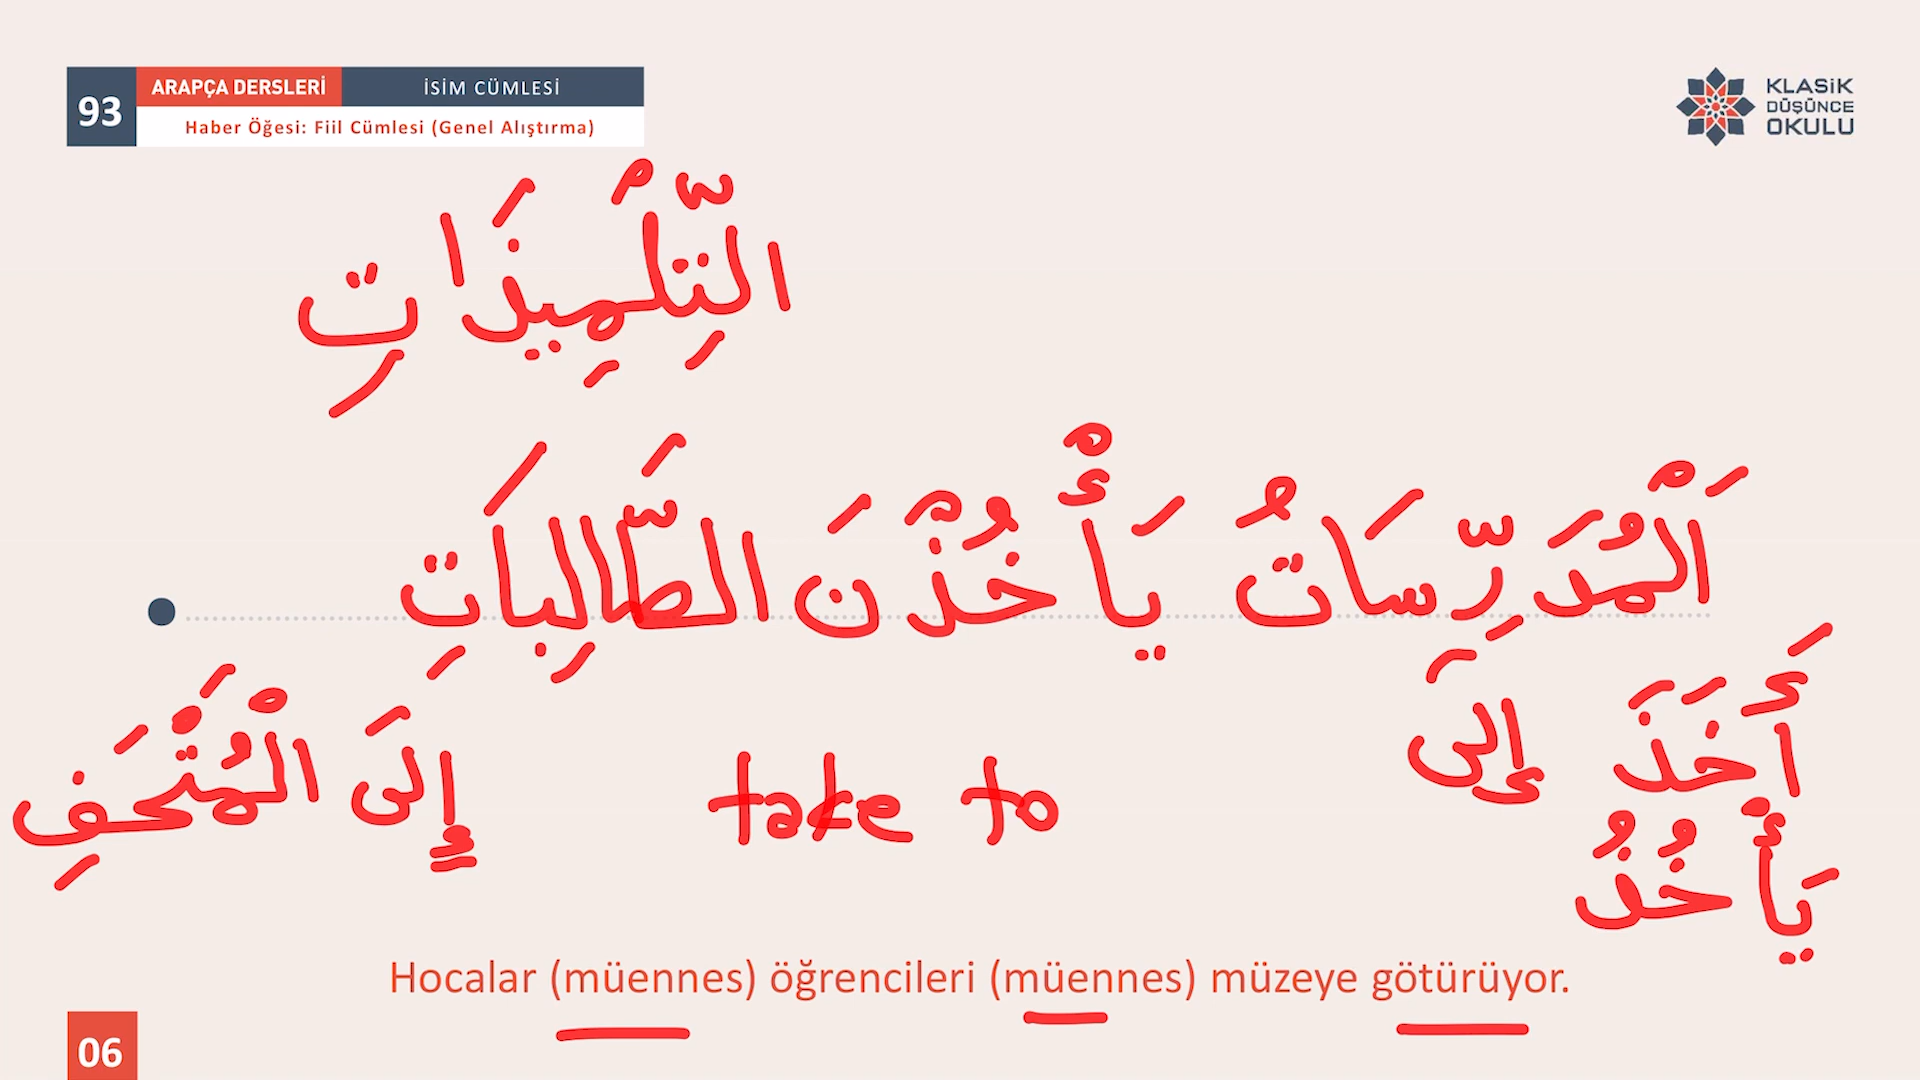 93
ARAPÇA DERSLERİ
İSİM CÜMLESİ
Haber Öğesi: Fiil Cümlesi (Genel Alıştırma)
KLASİK
DÜŞÜNCE
OKULU
التِّلْمِيذَاتِ
اَلْمُدَرِّسَاتُ يَأْخُذْنَ الطَّالِبَاتِ
إِلَى الْمُتْحَفِ
take to
أَخَذَ إِلَى
يَأْخُذُ
Hocalar (müennes) öğrencileri (müennes) müzeye götürüyor.
06